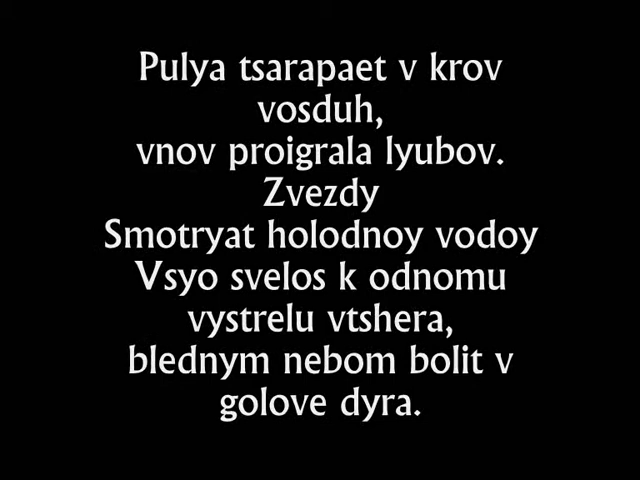 Pulya tsarapaet v krov
vosduh,
vnov proigrala lyubov.
Zvezdy
Smotryat holodnoy vodoy
Vsyo svelos k odnomu
vystrelu vtshera,
blednym nebom bolit v
golove dyra.